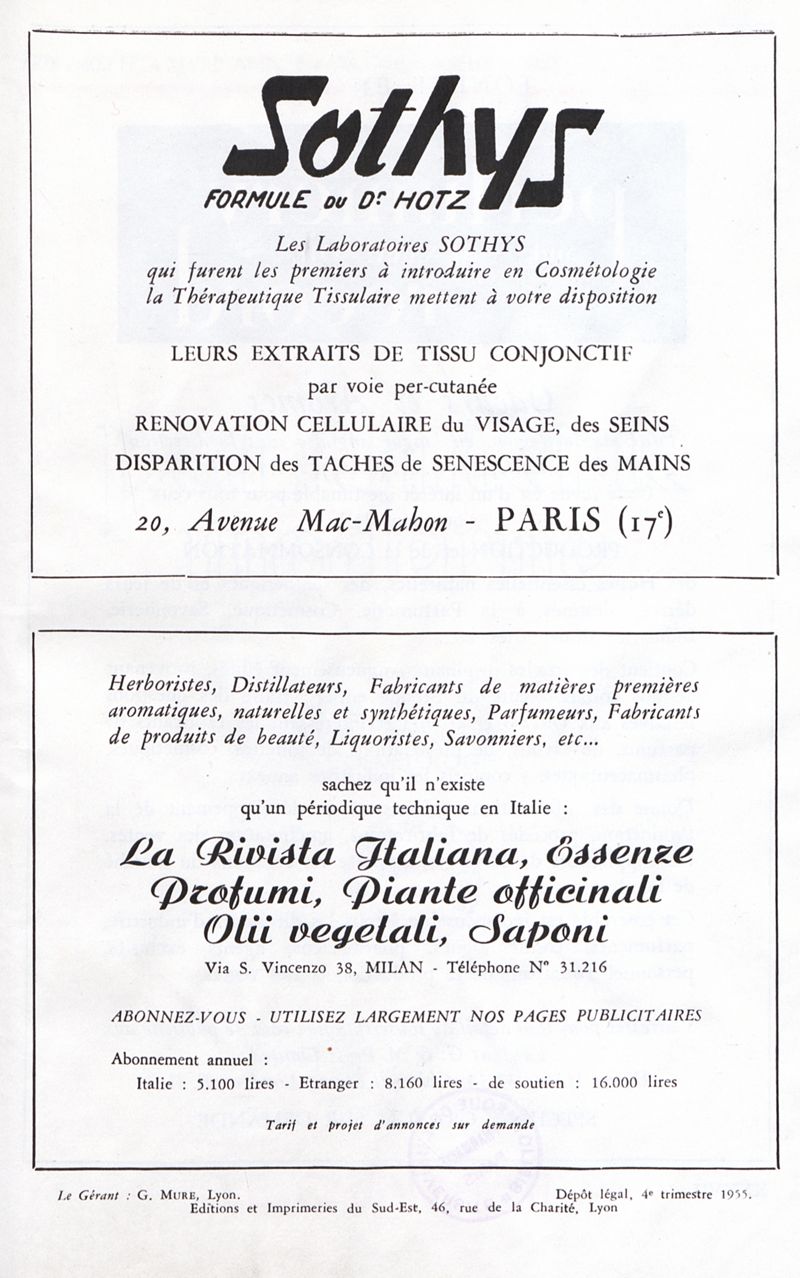 Sothys
FORMULE DU Dr HOTZ
Les Laboratoires SOTHYS
qui furent les premiers à introduire en Cosmétologie
la Thérapeutique Tissulaire mettent à votre disposition
LEURS EXTRAITS DE TISSU CONJONCTIF
par voie per-cutanée
RENOVATION CELLULAIRE du VISAGE, des SEINS
DISPARITION des TACHES de SENESCENCE des MAINS
20, Avenue Mac-Mahon - PARIS (17e)
Herboristes, Distillateurs, Fabricants de matières premières
aromatiques, naturelles et synthétiques, Parfumeurs, Fabricants
de produits de beauté, Liquoristes, Savonniers, etc...
sachez qu'il n'existe
qu'un périodique technique en Italie :
La Rivista Italiana, Essenze
Profumi, Piante officinali
Olii vegetali, Saponi
Via S. Vincenzo 38, MILAN - Téléphone N° 31.216
ABONNEZ-VOUS - UTILISEZ LARGEMENT NOS PAGES PUBLICITAIRES
Abonnement annuel :
Italie : 5.100 lires - Etranger : 8.160 lires - de soutien : 16.000 lires
Tarif et projet d'annonces sur demande
Le Gérant : G. MURE, Lyon. Dépôt légal, 4e trimestre 1955.
Editions et Imprimeries du Sud-Est, 46, rue de la Charité, Lyon